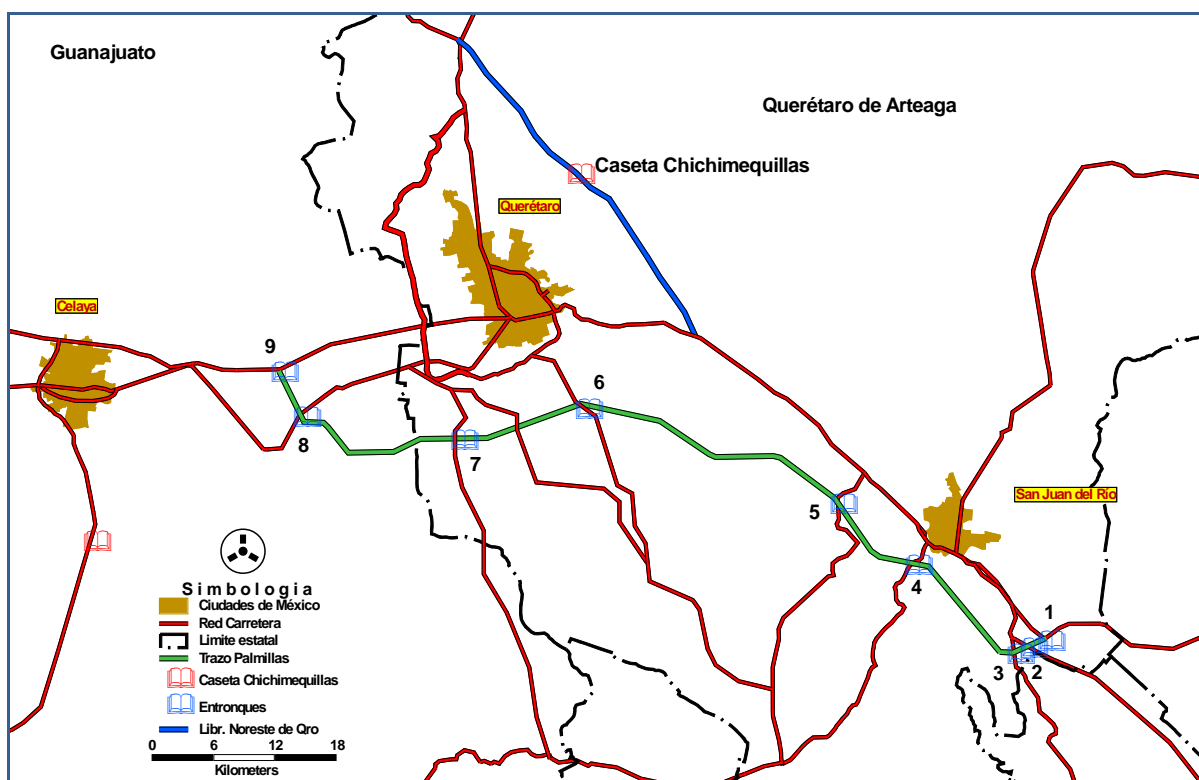 Guanajuato
Querétaro de Arteaga
Caseta Chichimequillas
Querétaro
Celaya
9
6
8
7
San Juan del Río
5
4
1
3
2
Simbologia
Ciudades de México
Red Carretera
Limite estatal
Trazo Palmillas
Caseta Chichimequillas
Entronques
Libr. Noreste de Qro
0 6 12 18
Kilometers